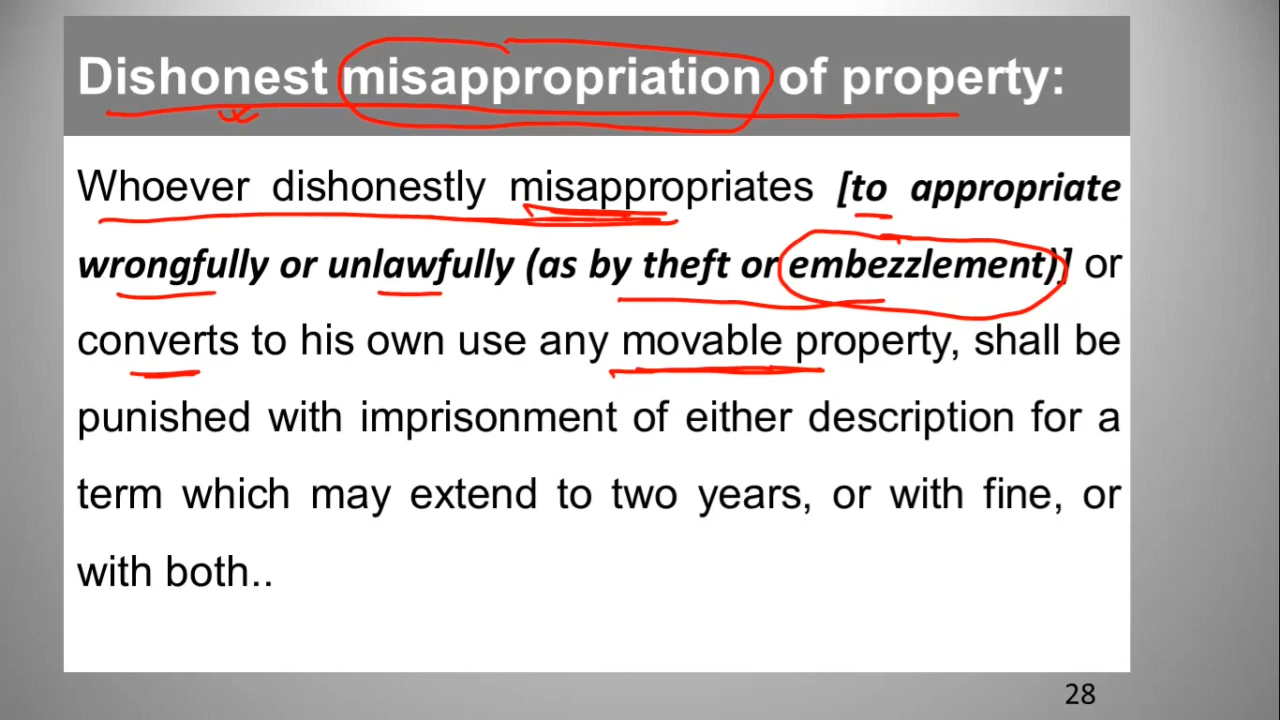 Dishonest misappropriation of property:
Whoever dishonestly misappropriates [to appropriate
wrongfully or unlawfully (as by theft or embezzlement)] or
converts to his own use any movable property, shall be
punished with imprisonment of either description for a
term which may extend to two years, or with fine, or
with both..
28